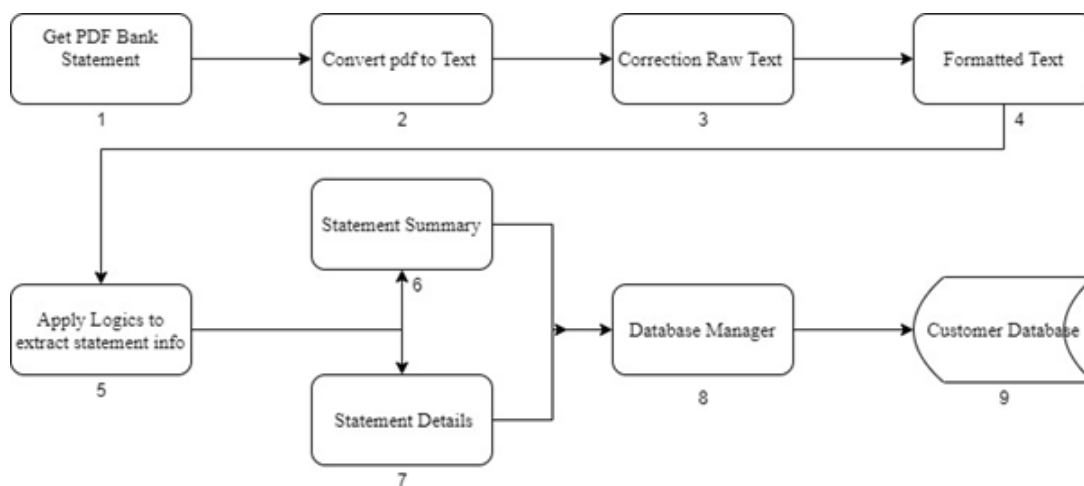 Get PDF Bank
Statement
Convert pdf to Text
Correction Raw Text
Formatted Text
1
2
3
4
Statement Summary
6
Apply Logics to
extract statement info
Database Manager
Customer Database
5
8
9
Statement Details
7